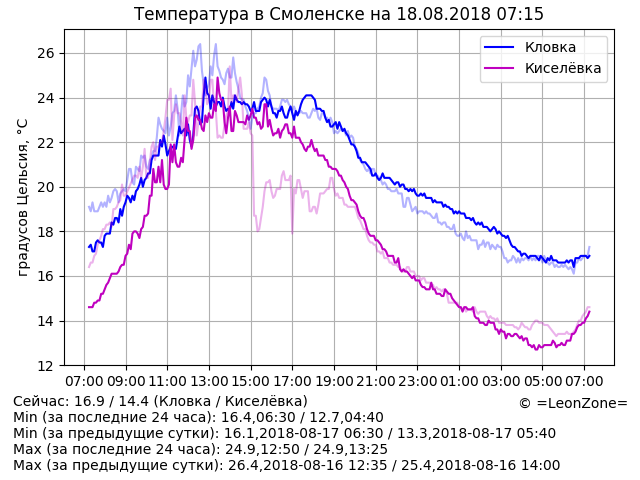 Температура в Смоленске на 18.08.2018 07:15
Кловка
Киселёвка
градусов Цельсия, °C
26
24
22
20
18
16
14
12
07:00 09:00 11:00 13:00 15:00 17:00 19:00 21:00 23:00 01:00 03:00 05:00 07:00
Сейчас: 16.9 / 14.4 (Кловка / Киселёвка)
© =LeonZone=
Min (за последние 24 часа): 16.4,06:30 / 12.7,04:40
Min (за предыдущие сутки): 16.1,2018-08-17 06:30 / 13.3,2018-08-17 05:40
Max (за последние 24 часа): 24.9,12:50 / 24.9,13:25
Max (за предыдущие сутки): 26.4,2018-08-16 12:35 / 25.4,2018-08-16 14:00